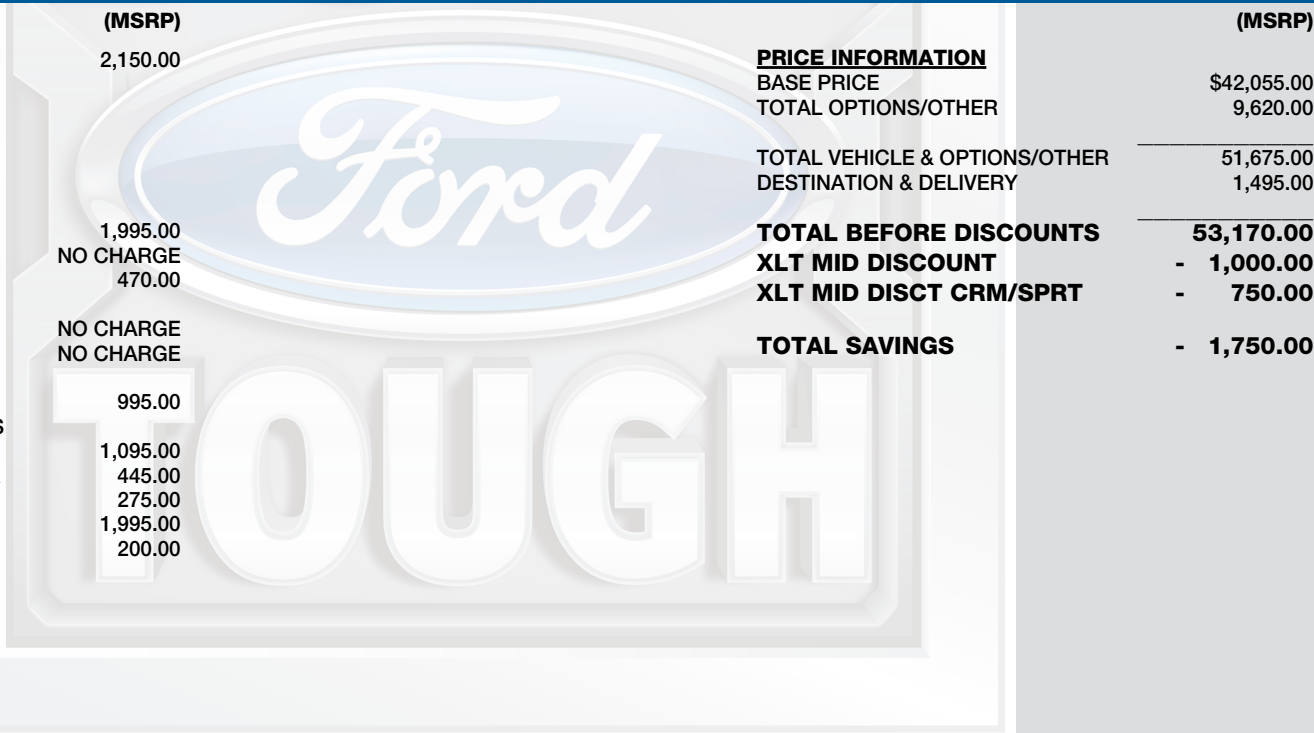 (MSRP)
2,150.00
1,995.00
NO CHARGE
470.00
NO CHARGE
NO CHARGE
995.00
S
1,095.00
445.00
275.00
1,995.00
200.00
Ford
TOUGH
(MSRP)
PRICE INFORMATION
BASE PRICE $42,055.00
TOTAL OPTIONS/OTHER 9,620.00
TOTAL VEHICLE & OPTIONS/OTHER 51,675.00
DESTINATION & DELIVERY 1,495.00
TOTAL BEFORE DISCOUNTS 53,170.00
XLT MID DISCOUNT - 1,000.00
XLT MID DISCT CRM/SPRT - 750.00
TOTAL SAVINGS - 1,750.00